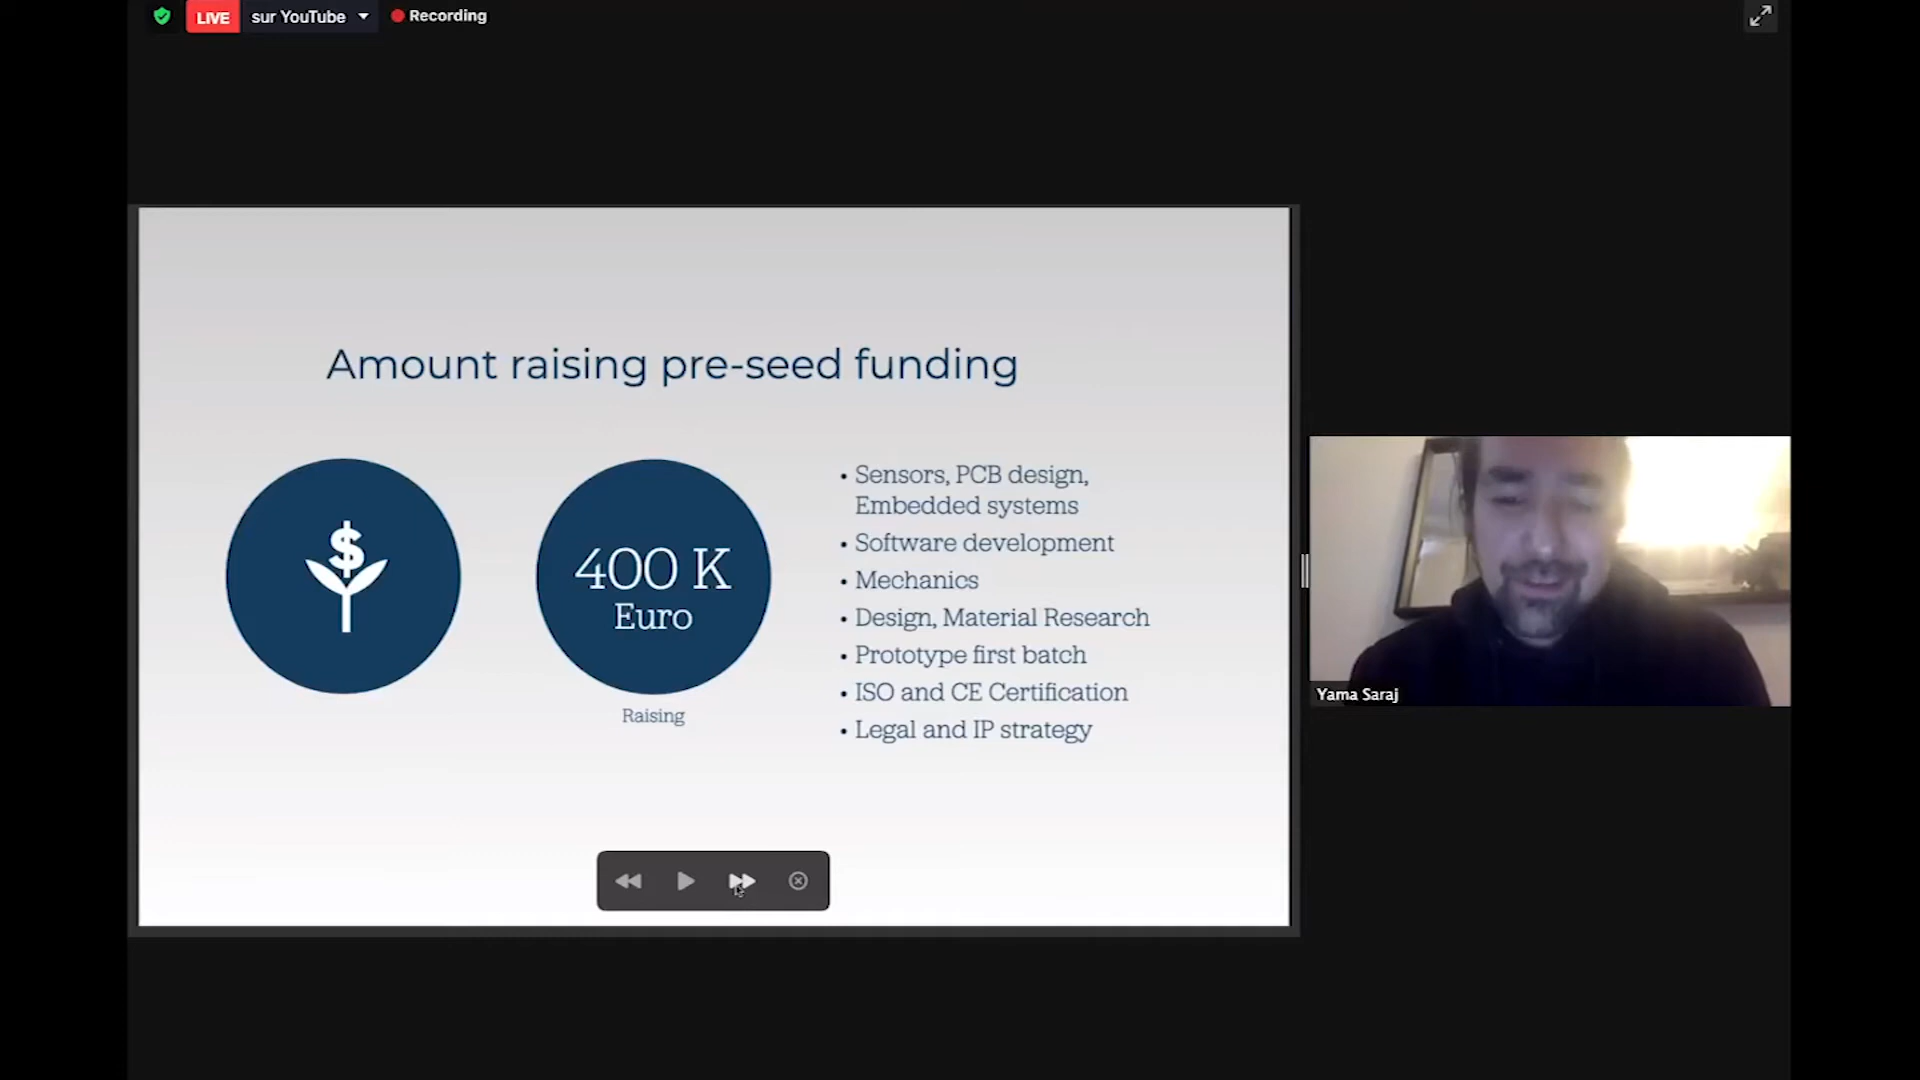 LIVE sur YouTube Recording
Amount raising pre-seed funding
$
400 K
Euro
Raising
• Sensors, PCB design,
Embedded systems
• Software development
• Mechanics
• Design, Material Research
• Prototype first batch
• ISO and CE Certification
• Legal and IP strategy
Yama Saraj